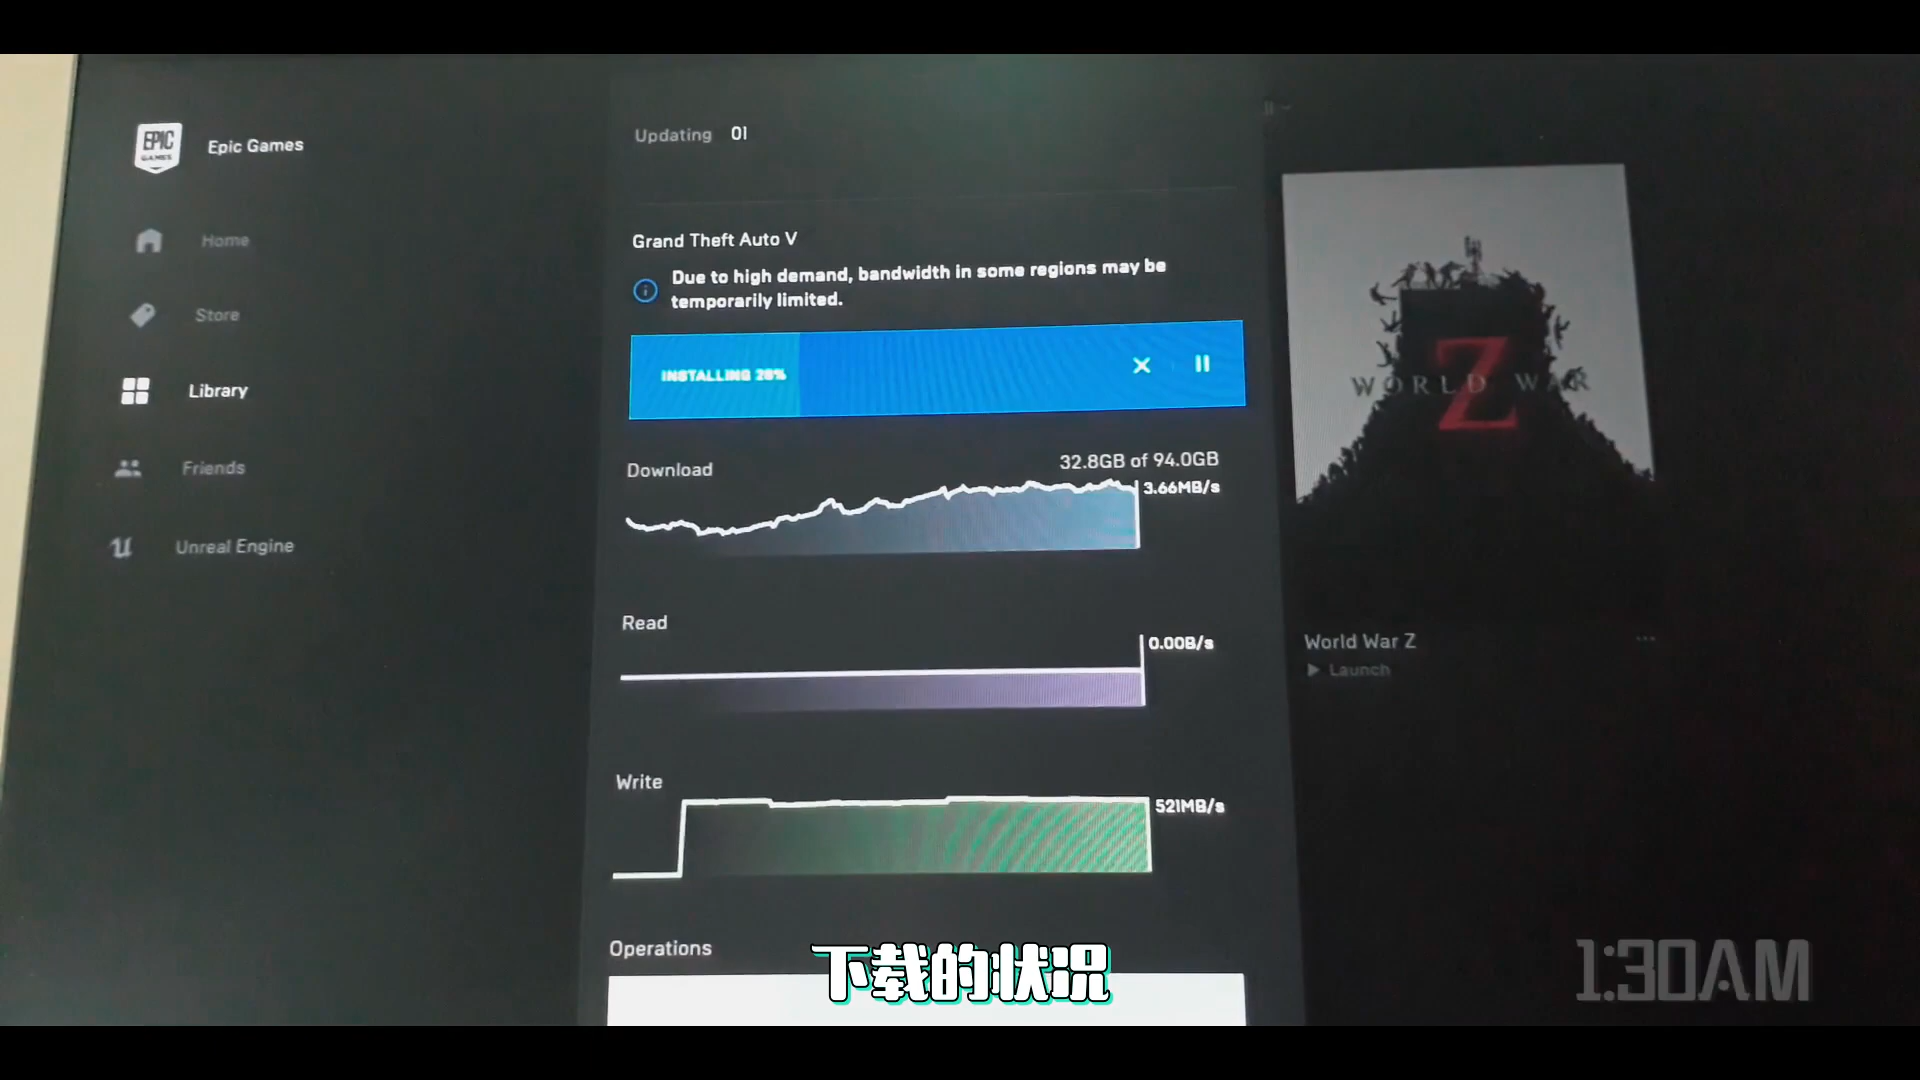 EPIC
GAMES
Epic Games
Home
Store
Library
Friends
Unreal Engine
Updating 01
Grand Theft Auto V
Due to high demand, bandwidth in some regions may be
temporarily limited.
INSTALLING 28%
Download
32.8GB of 94.0GB
3.66MB/s
Read
0.00B/s
Write
521MB/s
Operations
WORLD WAR
Z
World War Z
Launch
下载的状况
1:30AM